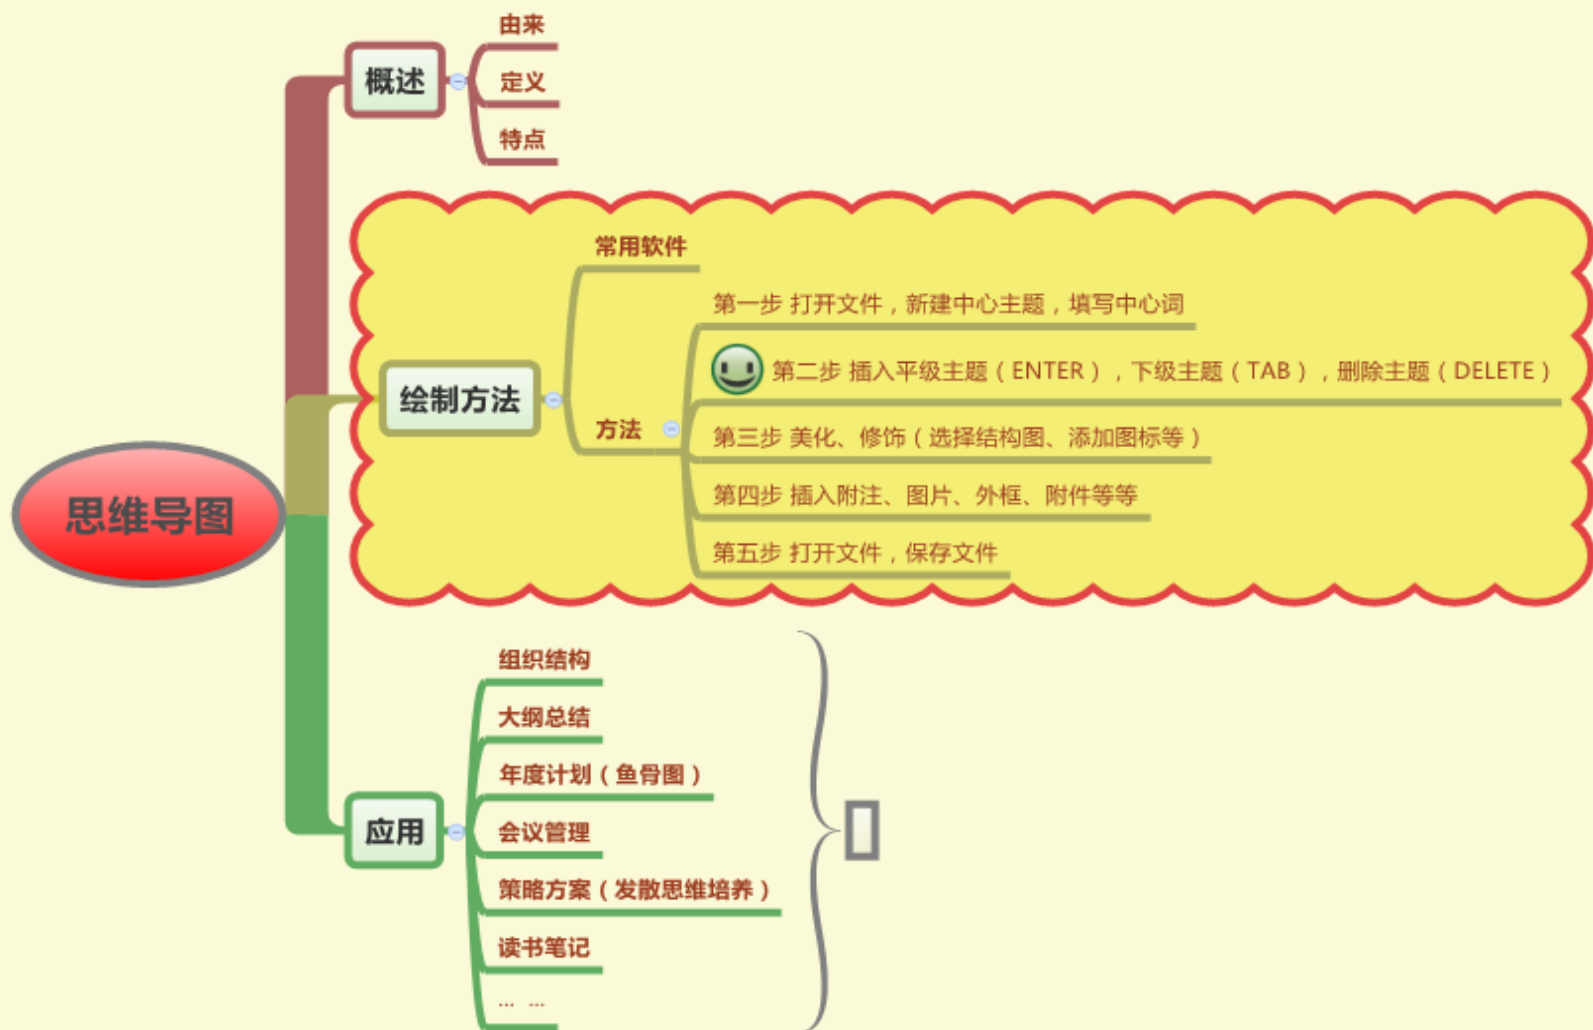 由来
概述
定义
特点
常用软件
第一步 打开文件，新建中心主题，填写中心词
第二步 插入平级主题（ENTER），下级主题（TAB），删除主题（DELETE）
绘制方法
方法
第三步 美化、修饰（选择结构图、添加图标等）
第四步 插入附注、图片、外框、附件等等
思维导图
第五步 打开文件，保存文件
组织结构
大纲总结
年度计划（鱼骨图）
应用
会议管理
策略方案（发散思维培养）
读书笔记
... ...